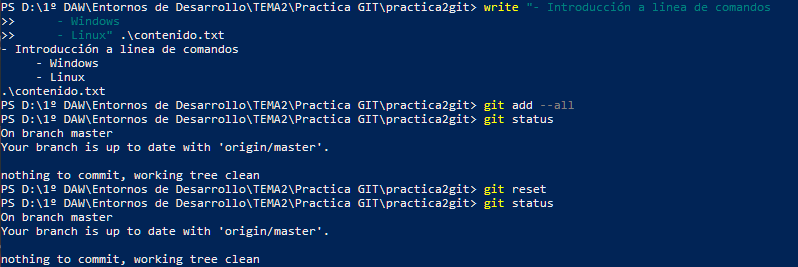 PS D:\1º DAW\Entornos de Desarrollo\TEMA2\Practica GIT\practica2git> write "- Introducción a linea de comandos
>>      - Windows
>>      - Linux" .\contenido.txt
- Introducción a linea de comandos
     - Windows
     - Linux
.\contenido.txt
PS D:\1º DAW\Entornos de Desarrollo\TEMA2\Practica GIT\practica2git> git add --all
PS D:\1º DAW\Entornos de Desarrollo\TEMA2\Practica GIT\practica2git> git status
On branch master
Your branch is up to date with 'origin/master'.

nothing to commit, working tree clean
PS D:\1º DAW\Entornos de Desarrollo\TEMA2\Practica GIT\practica2git> git reset
PS D:\1º DAW\Entornos de Desarrollo\TEMA2\Practica GIT\practica2git> git status
On branch master
Your branch is up to date with 'origin/master'.

nothing to commit, working tree clean